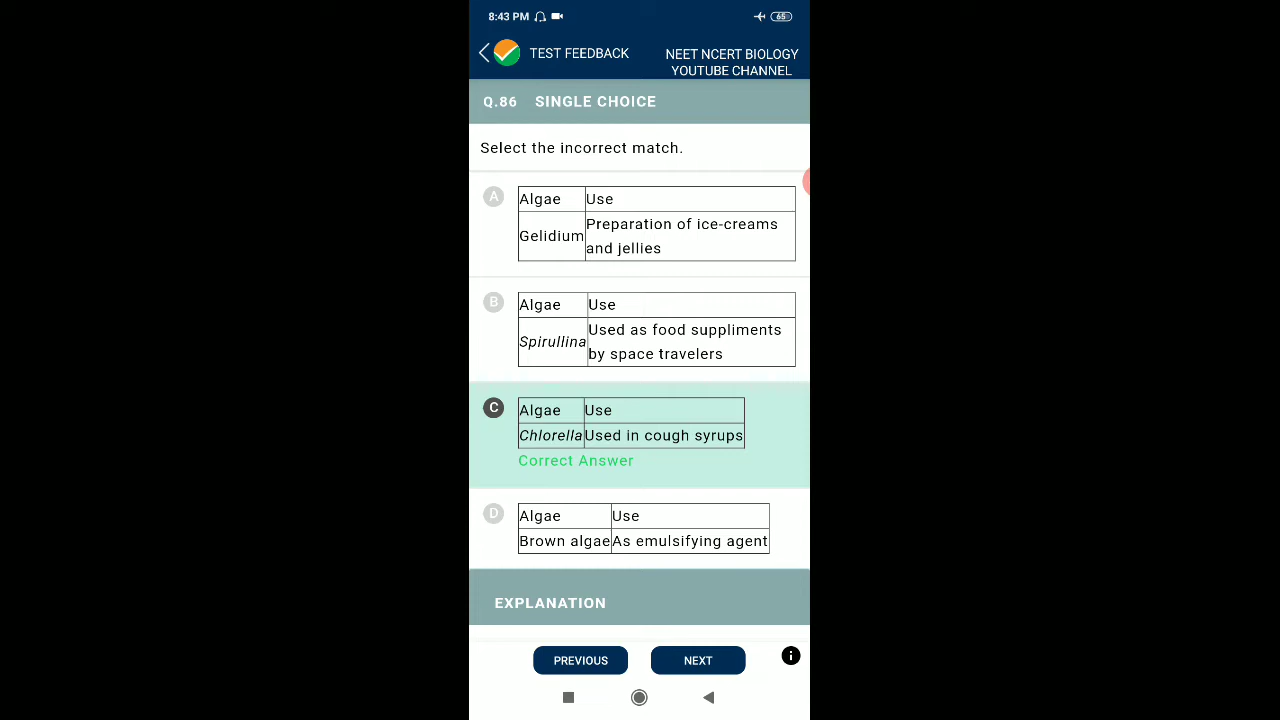 8:43 PM
65
TEST FEEDBACK
NEET NCERT BIOLOGY
YOUTUBE CHANNEL
Q.86 SINGLE CHOICE
Select the incorrect match.
A
Algae Use
Gelidium Preparation of ice-creams
and jellies
B
Algae Use
Spirullina Used as food suppliments
by space travelers
C
Algae Use
Chlorella Used in cough syrups
Correct Answer
D
Algae Use
Brown algae As emulsifying agent
EXPLANATION
PREVIOUS NEXT
i